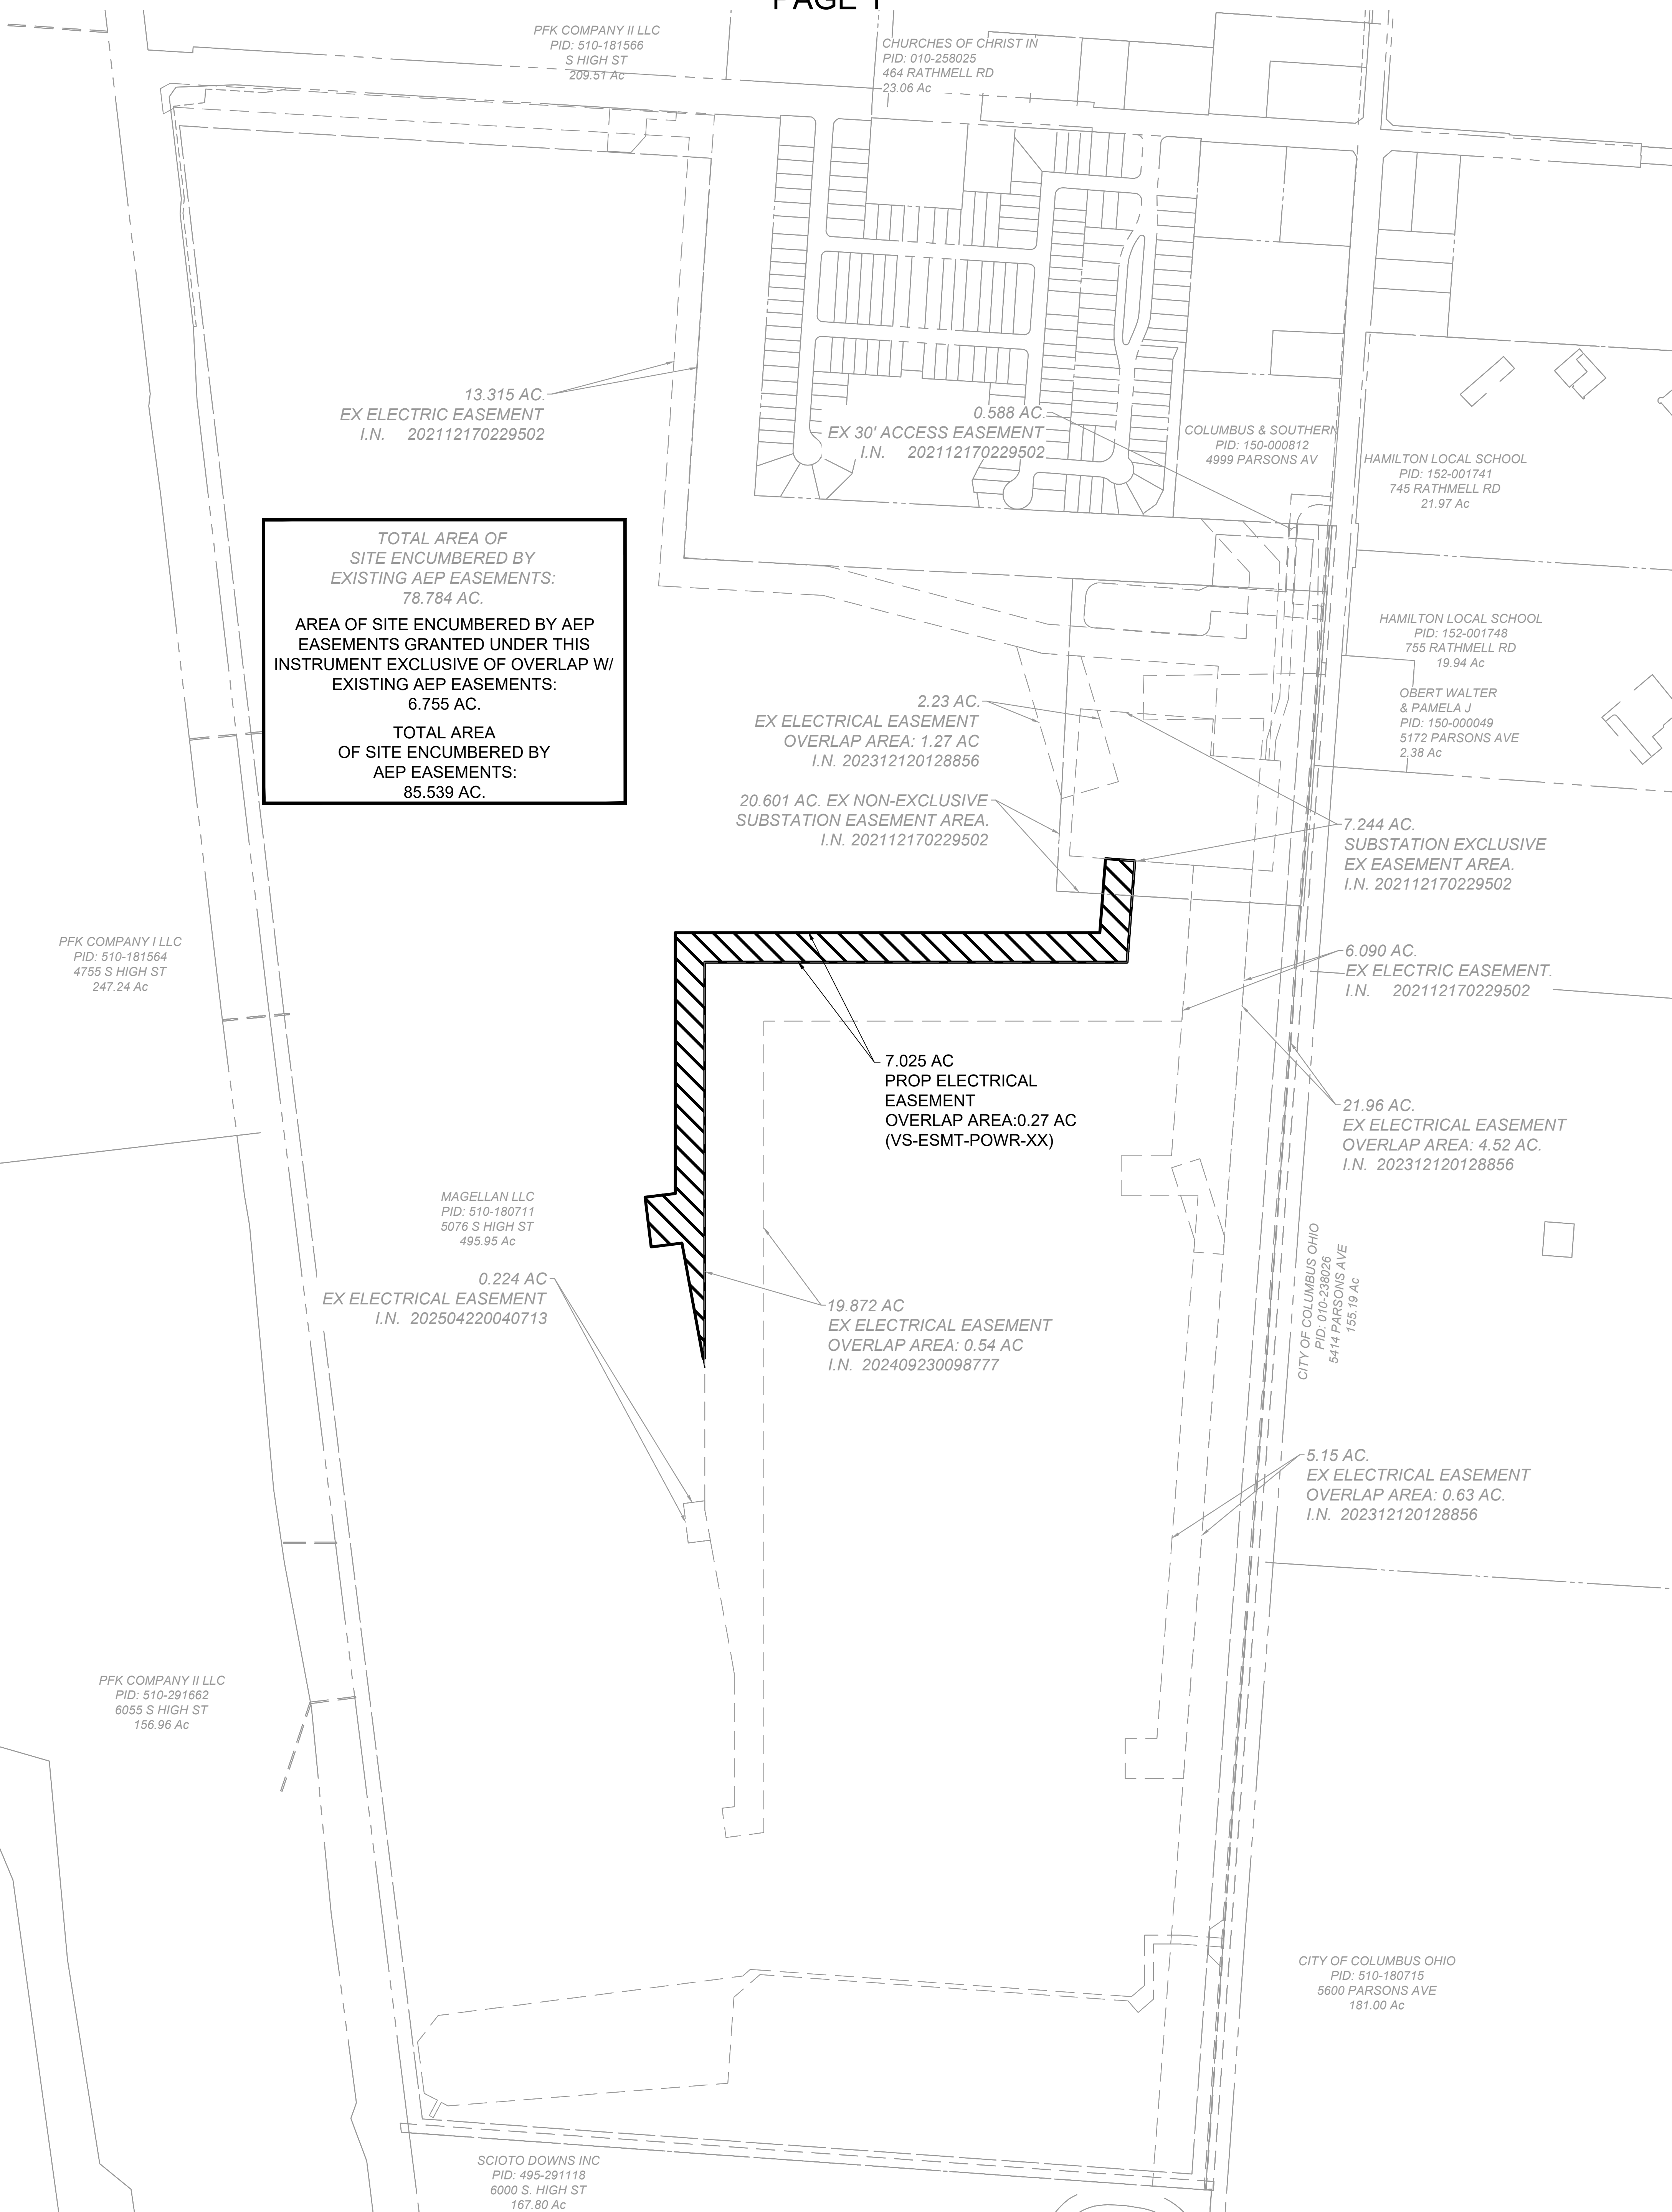 PAGE 1
PFK COMPANY II LLC
PID: 510-181566
S HIGH ST
209.51 Ac
CHURCHES OF CHRIST IN
PID: 010-258025
464 RATHMELL RD
23.06 Ac
13.315 AC.
EX ELECTRIC EASEMENT
I.N. 202112170229502
0.588 AC.
EX 30' ACCESS EASEMENT
I.N. 202112170229502
COLUMBUS & SOUTHERN
PID: 150-000812
4999 PARSONS AV
HAMILTON LOCAL SCHOOL
PID: 152-001741
745 RATHMELL RD
21.97 Ac
TOTAL AREA OF
SITE ENCUMBERED BY
EXISTING AEP EASEMENTS:
78.784 AC.
AREA OF SITE ENCUMBERED BY AEP
EASEMENTS GRANTED UNDER THIS
INSTRUMENT EXCLUSIVE OF OVERLAP W/
EXISTING AEP EASEMENTS:
6.755 AC.
TOTAL AREA
OF SITE ENCUMBERED BY
AEP EASEMENTS:
85.539 AC.
HAMILTON LOCAL SCHOOL
PID: 152-001748
755 RATHMELL RD
19.94 Ac
OBERT WALTER
& PAMELA J
PID: 150-000049
5172 PARSONS AVE
2.38 Ac
2.23 AC.
EX ELECTRICAL EASEMENT
OVERLAP AREA: 1.27 AC
I.N. 202312120128856
20.601 AC. EX NON-EXCLUSIVE
SUBSTATION EASEMENT AREA.
I.N. 202112170229502
7.244 AC.
SUBSTATION EXCLUSIVE
EX EASEMENT AREA.
I.N. 202112170229502
PFK COMPANY I LLC
PID: 510-181564
4755 S HIGH ST
247.24 Ac
6.090 AC.
EX ELECTRIC EASEMENT.
I.N. 202112170229502
7.025 AC
PROP ELECTRICAL
EASEMENT
OVERLAP AREA:0.27 AC
(VS-ESMT-POWR-XX)
21.96 AC.
EX ELECTRICAL EASEMENT
OVERLAP AREA: 4.52 AC.
I.N. 202312120128856
MAGELLAN LLC
PID: 510-180711
5076 S HIGH ST
495.95 Ac
0.224 AC
EX ELECTRICAL EASEMENT
I.N. 202504220040713
19.872 AC
EX ELECTRICAL EASEMENT
OVERLAP AREA: 0.54 AC
I.N. 202409230098777
CITY OF COLUMBUS OHIO
PID: 010-238026
5414 PARSONS AVE
155.19 Ac
5.15 AC.
EX ELECTRICAL EASEMENT
OVERLAP AREA: 0.63 AC.
I.N. 202312120128856
PFK COMPANY II LLC
PID: 510-291662
6055 S HIGH ST
156.96 Ac
CITY OF COLUMBUS OHIO
PID: 510-180715
5600 PARSONS AVE
181.00 Ac
SCIOTO DOWNS INC
PID: 495-291118
6000 S. HIGH ST
167.80 Ac